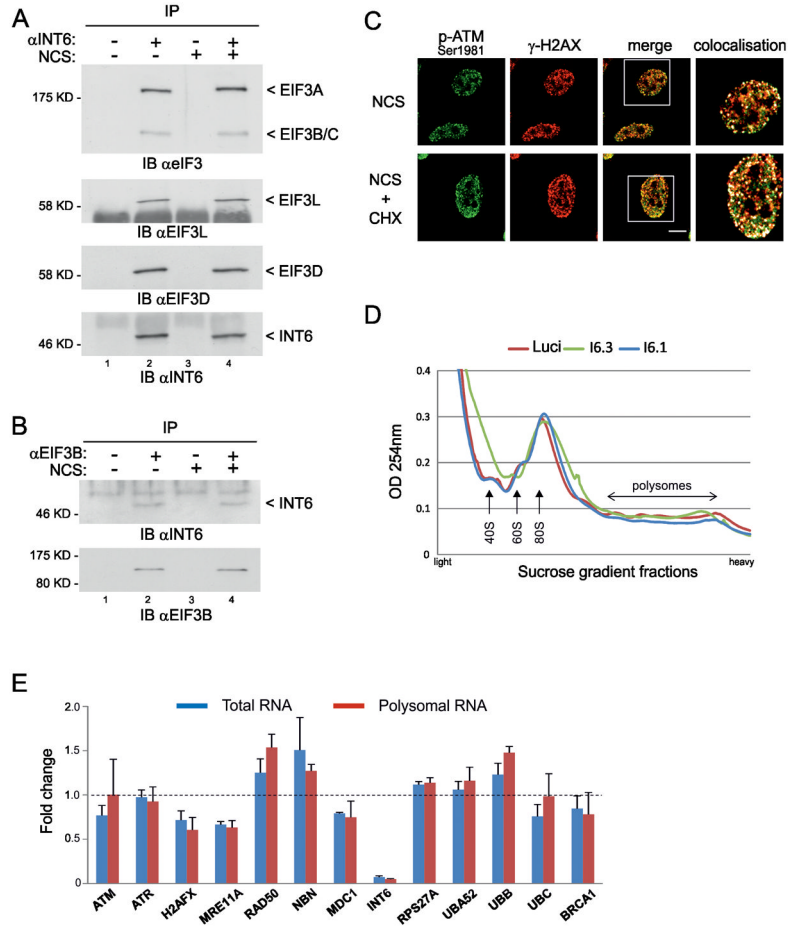 A
IP
αINT6: - + - +
NCS: - - + +
175 KD -
< EIF3A
< EIF3B/C
IB αeIF3
58 KD -
< EIF3L
IB αEIF3L
58 KD -
< EIF3D
IB αEIF3D
46 KD -
< INT6
1 2 3 4
IB αINT6
B
IP
αEIF3B: - + - +
NCS: - - + +
46 KD -
< INT6
IB αINT6
175 KD -
80 KD -
1 2 3 4
IB αEIF3B
C
p-ATM
Ser1981
γ-H2AX
merge
colocalisation
NCS
NCS
+
CHX
D
Luci I6.3 I6.1
OD 254nm
0.4
0.3
0.2
0.1
0
40S
60S
80S
polysomes
light
heavy
Sucrose gradient fractions
E
Total RNA Polysomal RNA
Fold change
2.0
1.5
1.0
0.5
0
ATM ATR H2AFX MRE11A RAD50 NBN MDC1 INT6 RPS27A UBA52 UBB UBC BRCA1